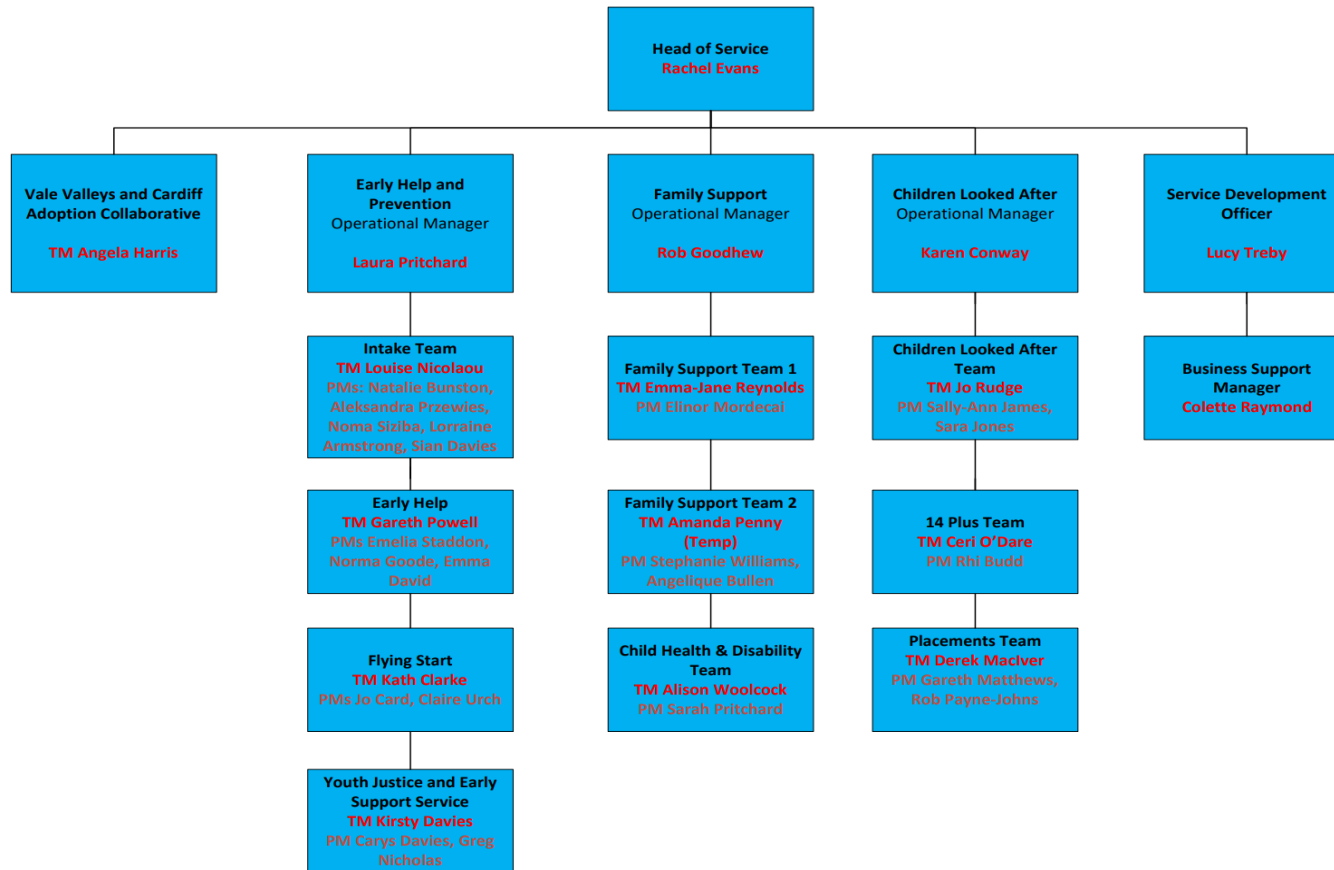 Head of Service
Rachel Evans
Vale Valleys and Cardiff
Adoption Collaborative
TM Angela Harris
Early Help and
Prevention
Operational Manager
Laura Pritchard
Family Support
Operational Manager
Rob Goodhew
Children Looked After
Operational Manager
Karen Conway
Service Development
Officer
Lucy Treby
Intake Team
TM Louise Nicolaou
PMs: Natalie Bunston,
Aleksandra Przewies,
Noma Siziba, Lorraine
Armstrong, Sian Davies
Family Support Team 1
TM Emma-Jane Reynolds
PM Elinor Mordecai
Children Looked After
Team
TM Jo Rudge
PM Sally-Ann James,
Sara Jones
Business Support
Manager
Colette Raymond
Early Help
TM Gareth Powell
PMs Emelia Staddon,
Norma Goode, Emma
David
Family Support Team 2
TM Amanda Penny
(Temp)
PM Stephanie Williams,
Angelique Bullen
14 Plus Team
TM Ceri O’Dare
PM Rhi Budd
Flying Start
TM Kath Clarke
PMs Jo Card, Claire Urch
Child Health & Disability
Team
TM Alison Woolcock
PM Sarah Pritchard
Placements Team
TM Derek MacIver
PM Gareth Matthews,
Rob Payne-Johns
Youth Justice and Early
Support Service
TM Kirsty Davies
PM Carys Davies, Greg
Nicholas